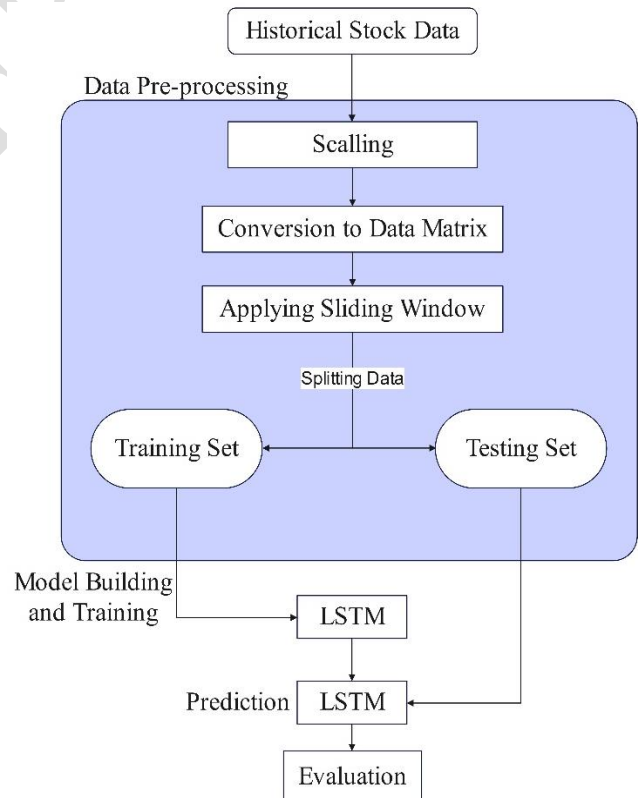 Historical Stock Data
Data Pre-processing
Scalling
Conversion to Data Matrix
Applying Sliding Window
Splitting Data
Training Set
Testing Set
Model Building
and Training
LSTM
Prediction
LSTM
Evaluation